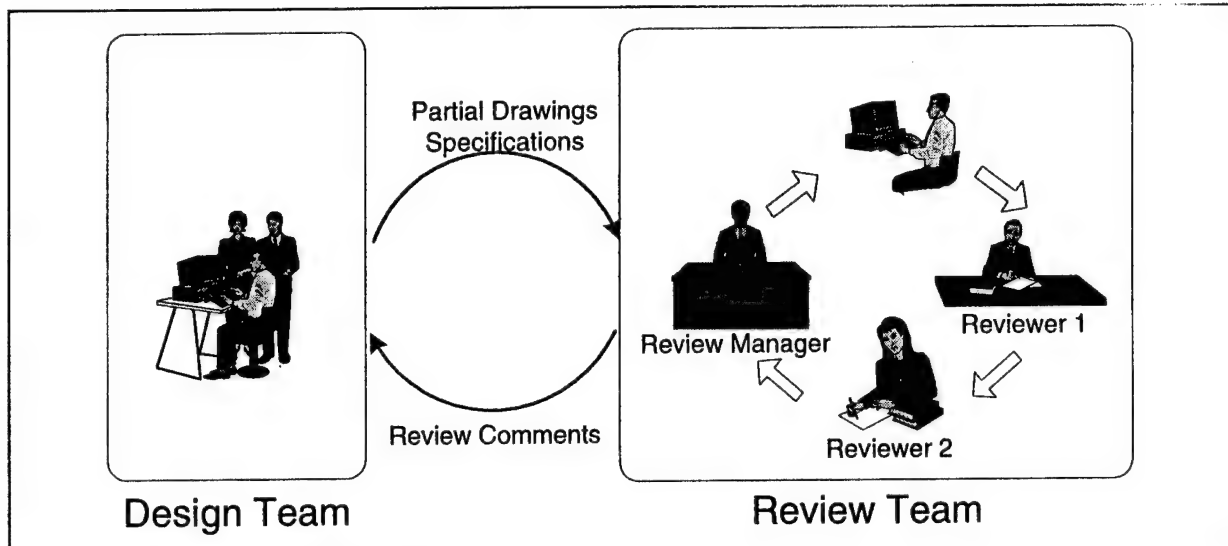 Partial Drawings
Specifications
Review Manager
Reviewer 1
Reviewer 2
Review Comments
Design Team
Review Team